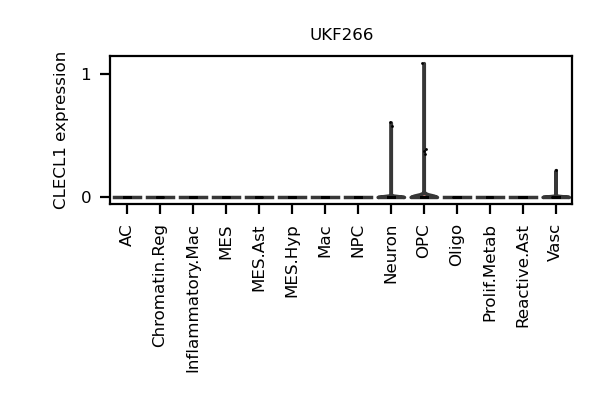 UKF266
CLECL1 expression
1
0
AC
Chromatin.Reg
Inflammatory.Mac
MES
MES.Ast
MES.Hyp
Mac
NPC
Neuron
OPC
Oligo
Prolif.Metab
Reactive.Ast
Vasc